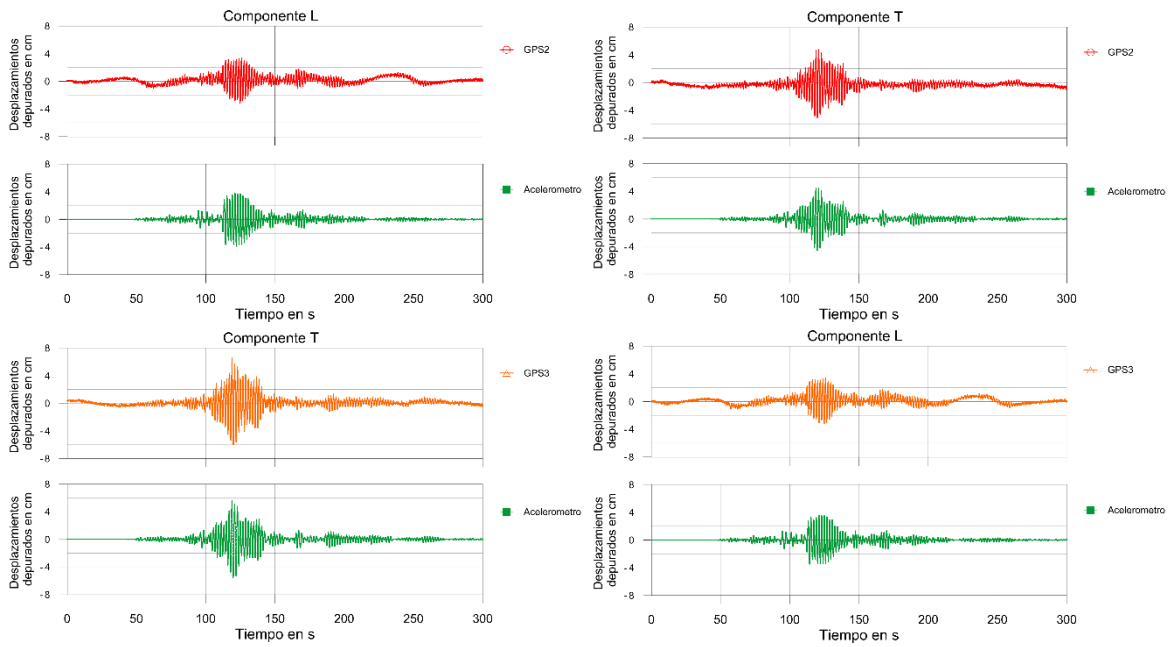 Componente L
Desplazamientos
depurados en cm
8
4
0
-4
-8
GPS2
Desplazamientos
depurados en cm
8
4
0
-4
-8
Acelerometro
0 50 100 150 200 250 300
Tiempo en s
Componente T
Desplazamientos
depurados en cm
8
4
0
-4
-8
GPS2
Desplazamientos
depurados en cm
8
4
0
-4
-8
Acelerometro
0 50 100 150 200 250 300
Tiempo en s
Componente T
Desplazamientos
depurados en cm
8
4
0
-4
-8
GPS3
Desplazamientos
depurados en cm
8
4
0
-4
-8
Acelerometro
0 50 100 150 200 250 300
Tiempo en s
Componente L
Desplazamientos
depurados en cm
8
4
0
-4
-8
GPS3
Desplazamientos
depurados en cm
8
4
0
-4
-8
Acelerometro
0 50 100 150 200 250 300
Tiempo en s